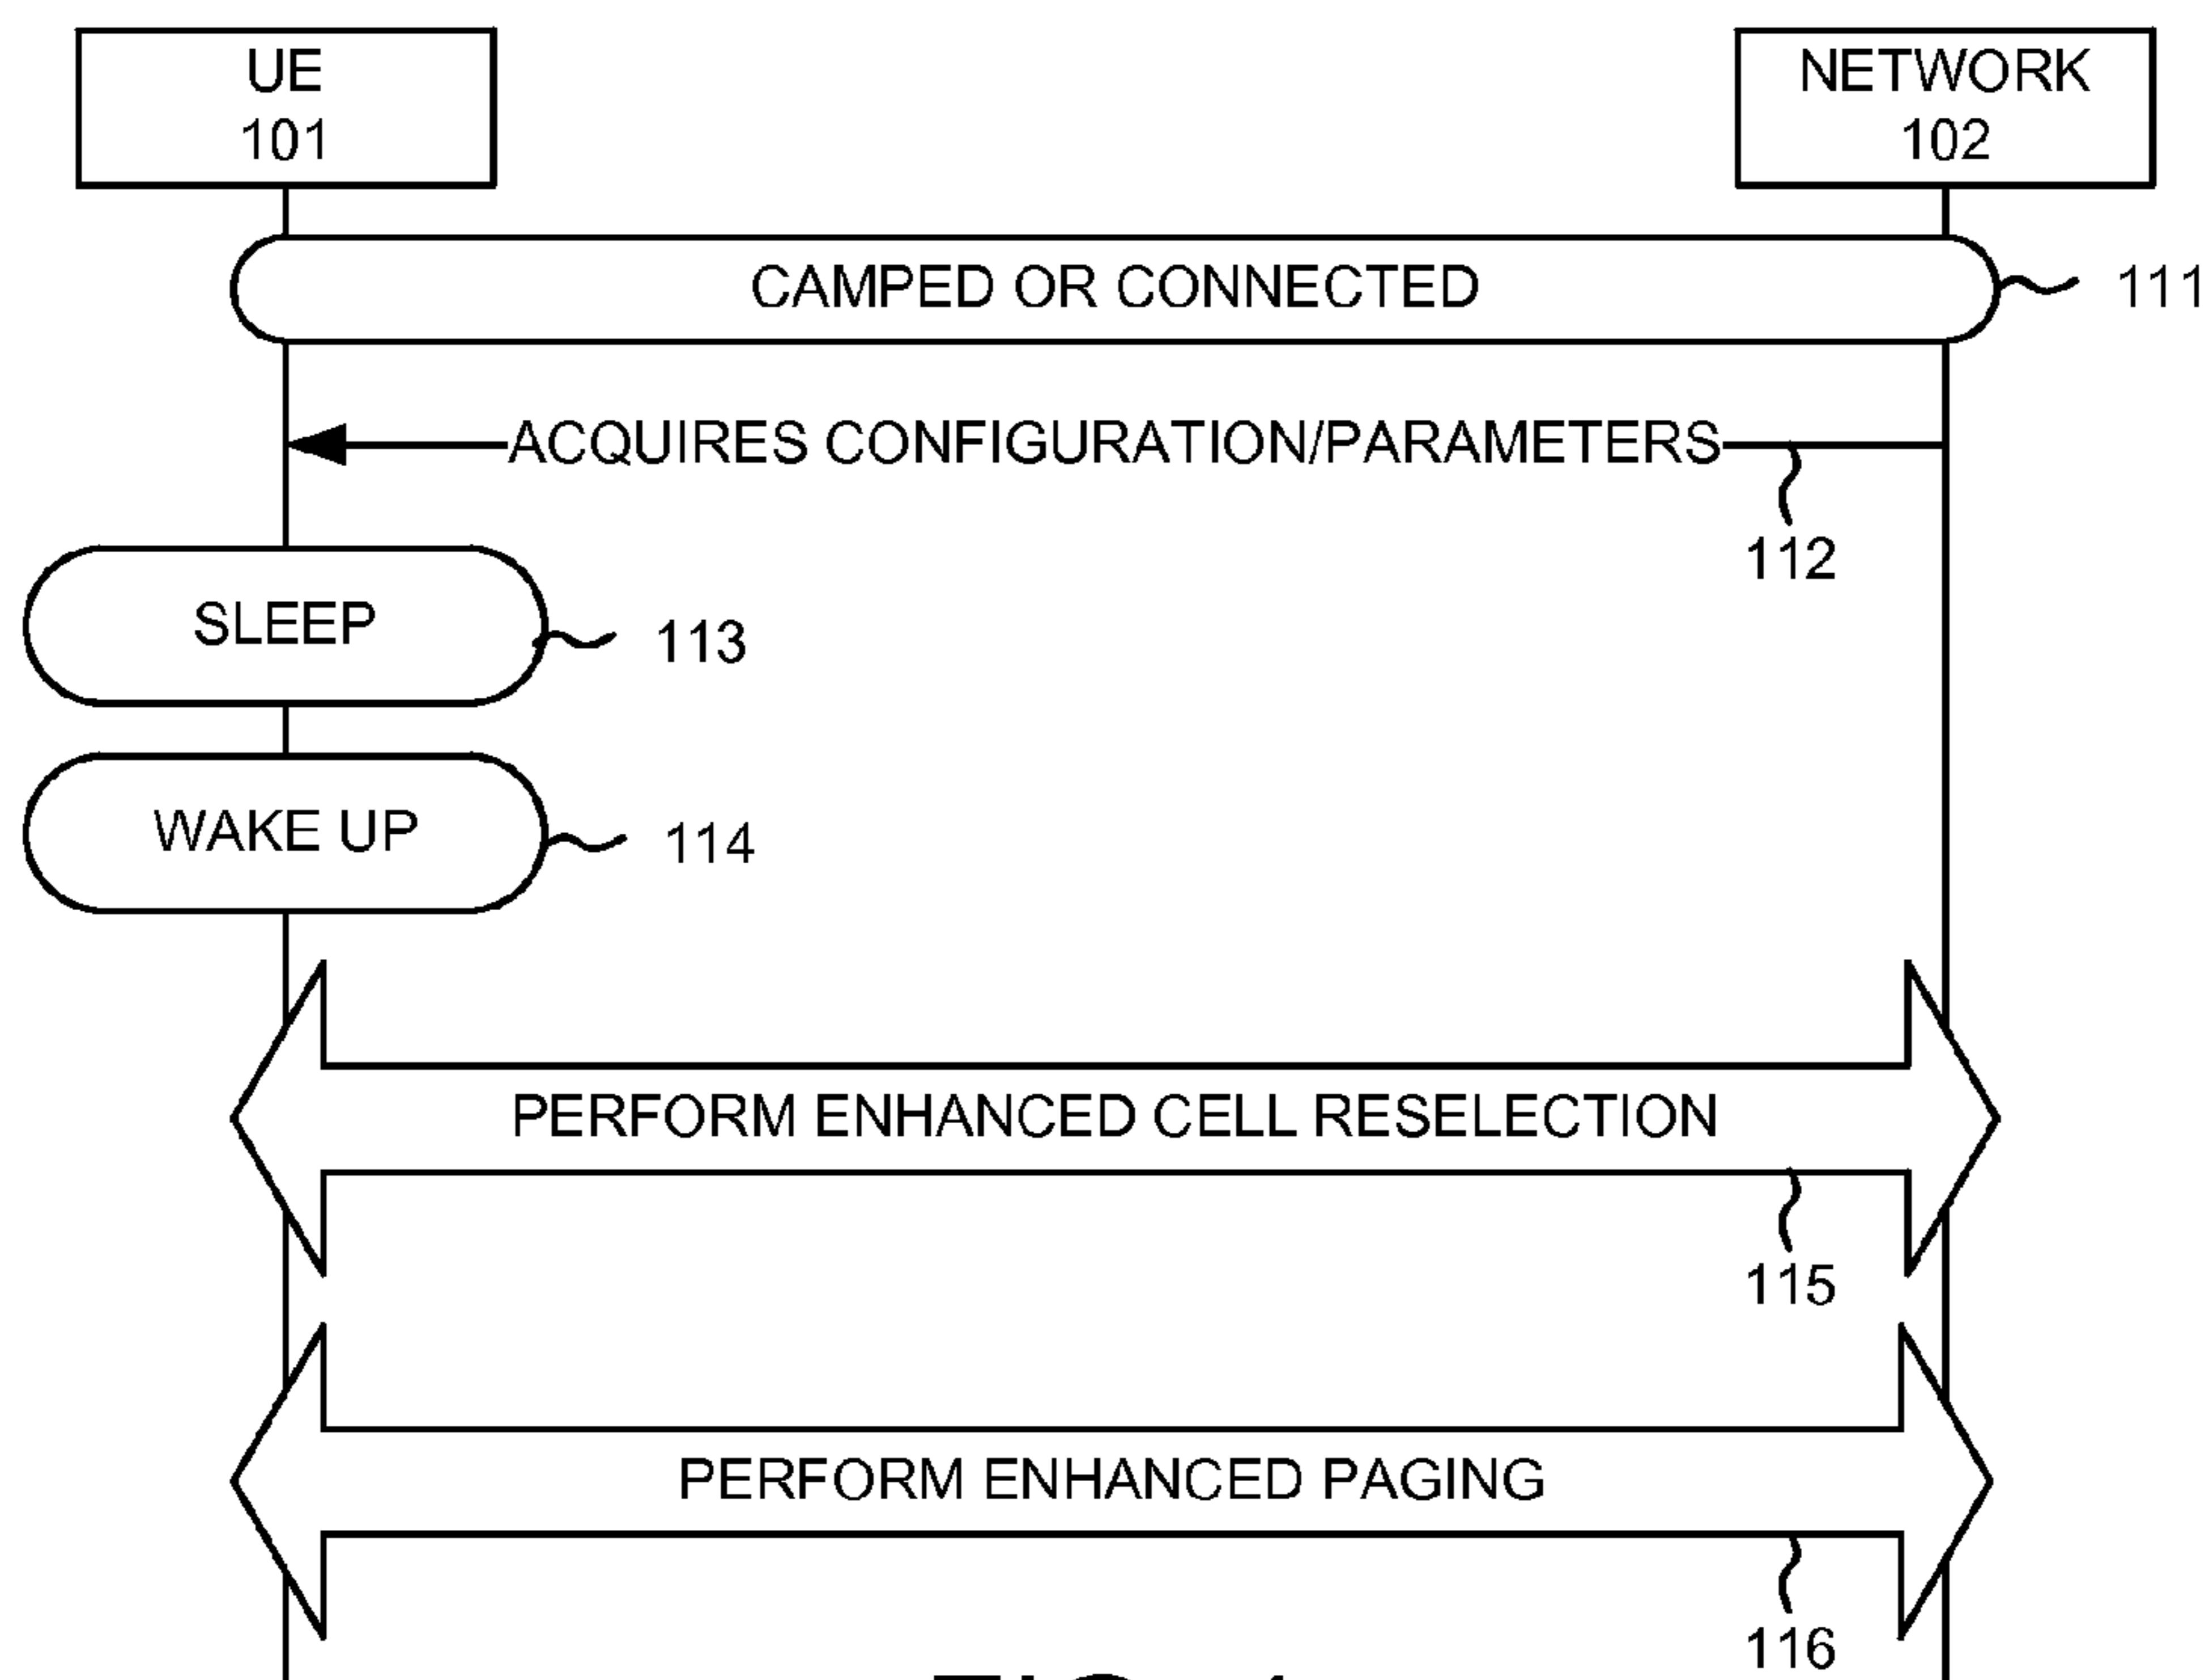 UE
101
NETWORK
102
CAMPED OR CONNECTED
111
ACQUIRES CONFIGURATION/PARAMETERS
112
SLEEP
113
WAKE UP
114
PERFORM ENHANCED CELL RESELECTION
115
PERFORM ENHANCED PAGING
116